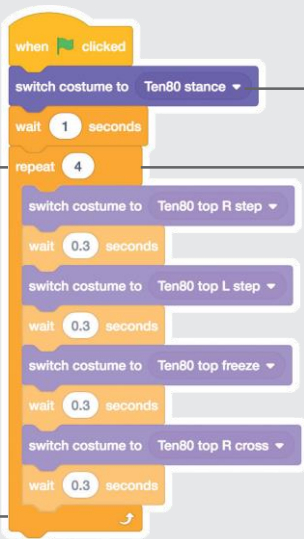 when clicked
switch costume to Ten80 stance
wait 1 seconds
repeat 4
switch costume to Ten80 top R step
wait 0.3 seconds
switch costume to Ten80 top L step
wait 0.3 seconds
switch costume to Ten80 top freeze
wait 0.3 seconds
switch costume to Ten80 top R cross
wait 0.3 seconds